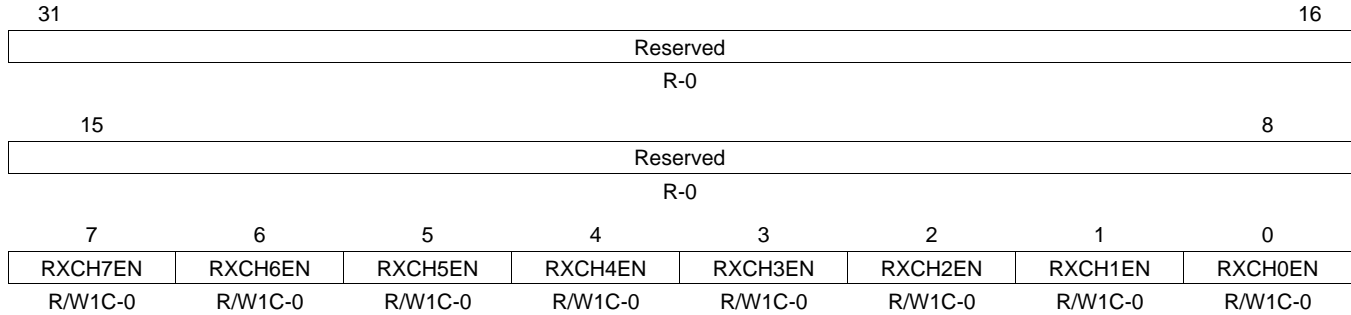 31 16
Reserved
R-0
15 8
Reserved
R-0
7 6 5 4 3 2 1 0
RXCH7EN RXCH6EN RXCH5EN RXCH4EN RXCH3EN RXCH2EN RXCH1EN RXCH0EN
R/W1C-0 R/W1C-0 R/W1C-0 R/W1C-0 R/W1C-0 R/W1C-0 R/W1C-0 R/W1C-0